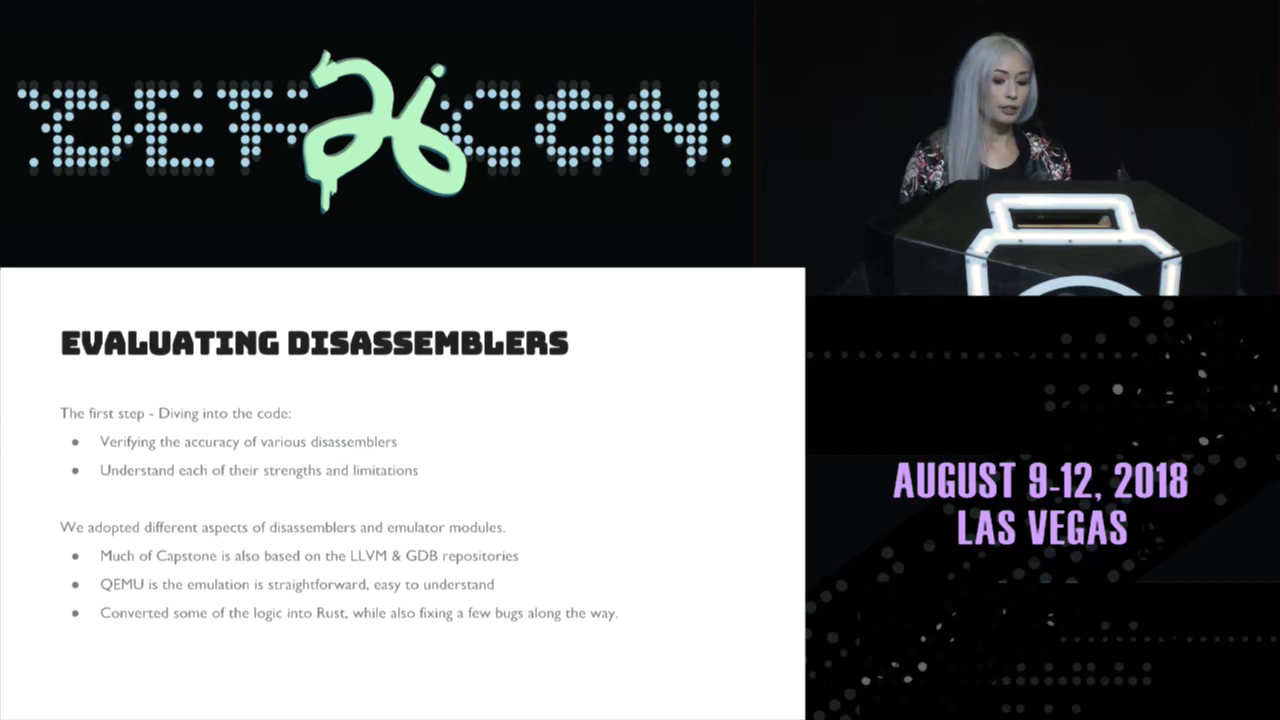 DEF 26 CON
EVALUATING DISASSEMBLERS
The first step - Diving into the code:
● Verifying the accuracy of various disassemblers
● Understand each of their strengths and limitations
We adopted different aspects of disassemblers and emulator modules.
● Much of Capstone is also based on the LLVM & GDB repositories
● QEMU is the emulation is straightforward, easy to understand
● Converted some of the logic into Rust, while also fixing a few bugs along the way.
AUGUST 9-12, 2018
LAS VEGAS